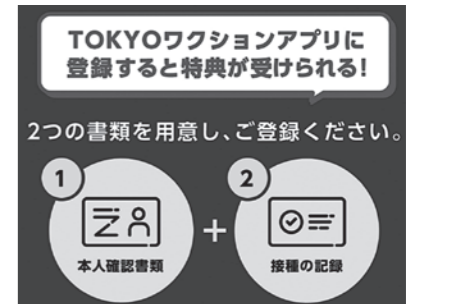 TOKYOワクションアプリに
登録すると特典が受けられる!
2つの書類を用意し、ご登録ください。
1
2
+
本人確認書類
接種の記録